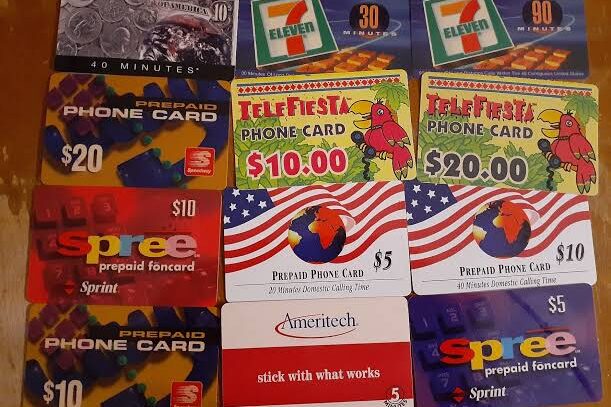 OF AMERICA 10
40 MINUTES*
7
ELEVEN
30
MINUTES
7
ELEVEN
90
MINUTES
PREPAID
PHONE CARD
$20
Speedway
TELEFIESTA
PHONE CARD
$10.00
TELEFIESTA
PHONE CARD
$20.00
$10
spree
prepaid foncard
Sprint
PREPAID PHONE CARD $5
20 Minutes Domestic Calling Time
PREPAID PHONE CARD $10
40 Minutes Domestic Calling Time
PREPAID
PHONE CARD
$10
Ameritech
stick with what works
5
MINUTES
$5
spree
prepaid foncard
Sprint